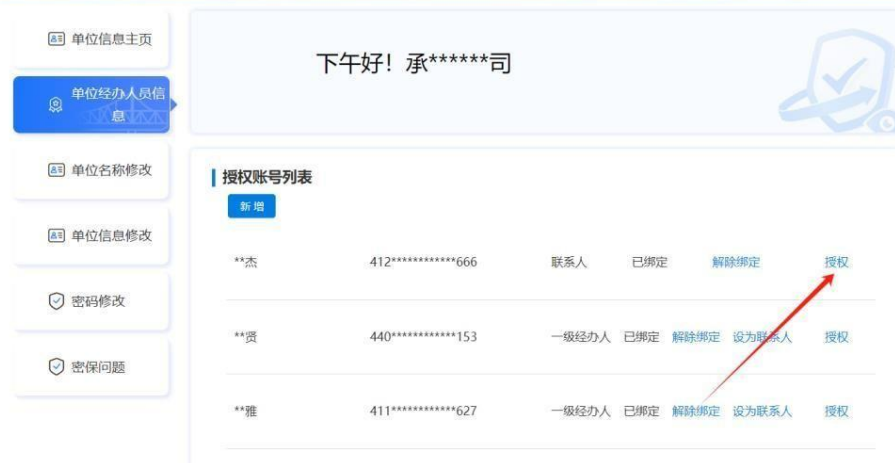 单位信息主页
单位经办人员信
息
单位名称修改
单位信息修改
密码修改
密保问题
下午好！承******司
授权账号列表
新增
**杰 412************666 联系人 已绑定 解除绑定 授权
**贤 440************153 一级经办人 已绑定 解除绑定 设为联系人 授权
**雅 411************627 一级经办人 已绑定 解除绑定 设为联系人 授权